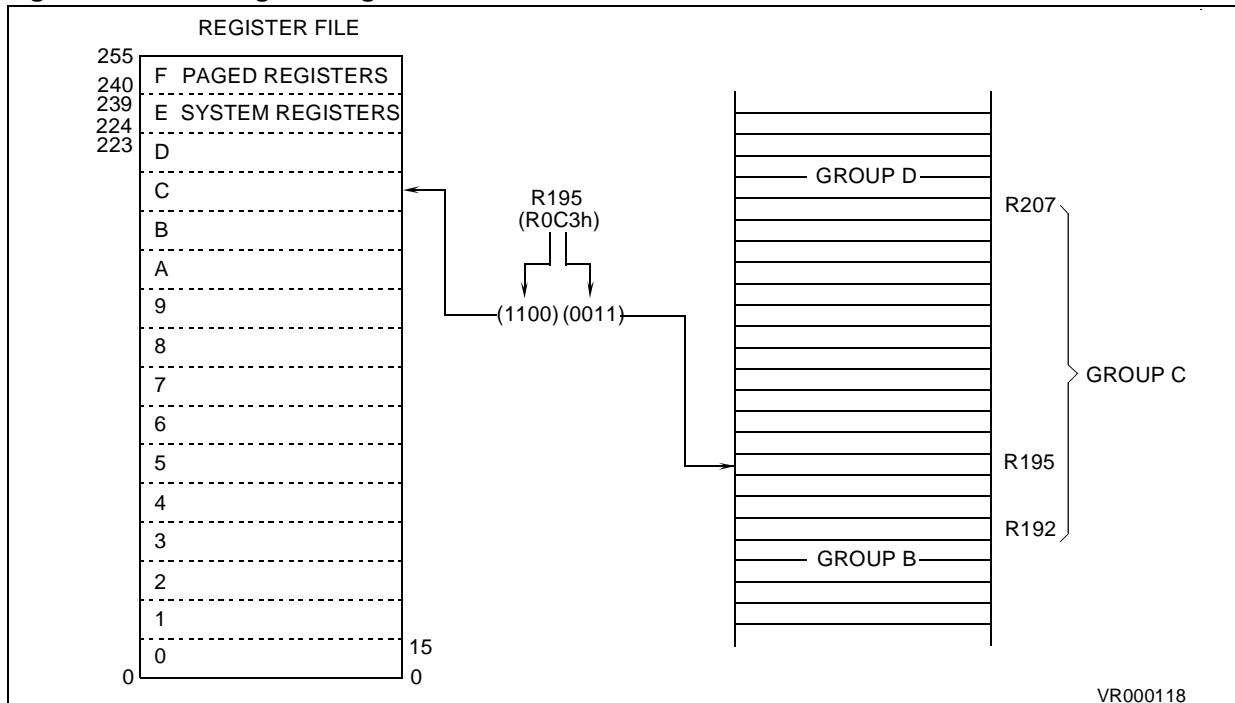 REGISTER FILE
255
240
239
224
223
F PAGED REGISTERS
E SYSTEM REGISTERS
D
C
B
A
9
8
7
6
5
4
3
2
1
0
15
0
0
R195
(R0C3h)
(1100) (0011)
GROUP D
R207
GROUP C
R195
R192
GROUP B
VR000118